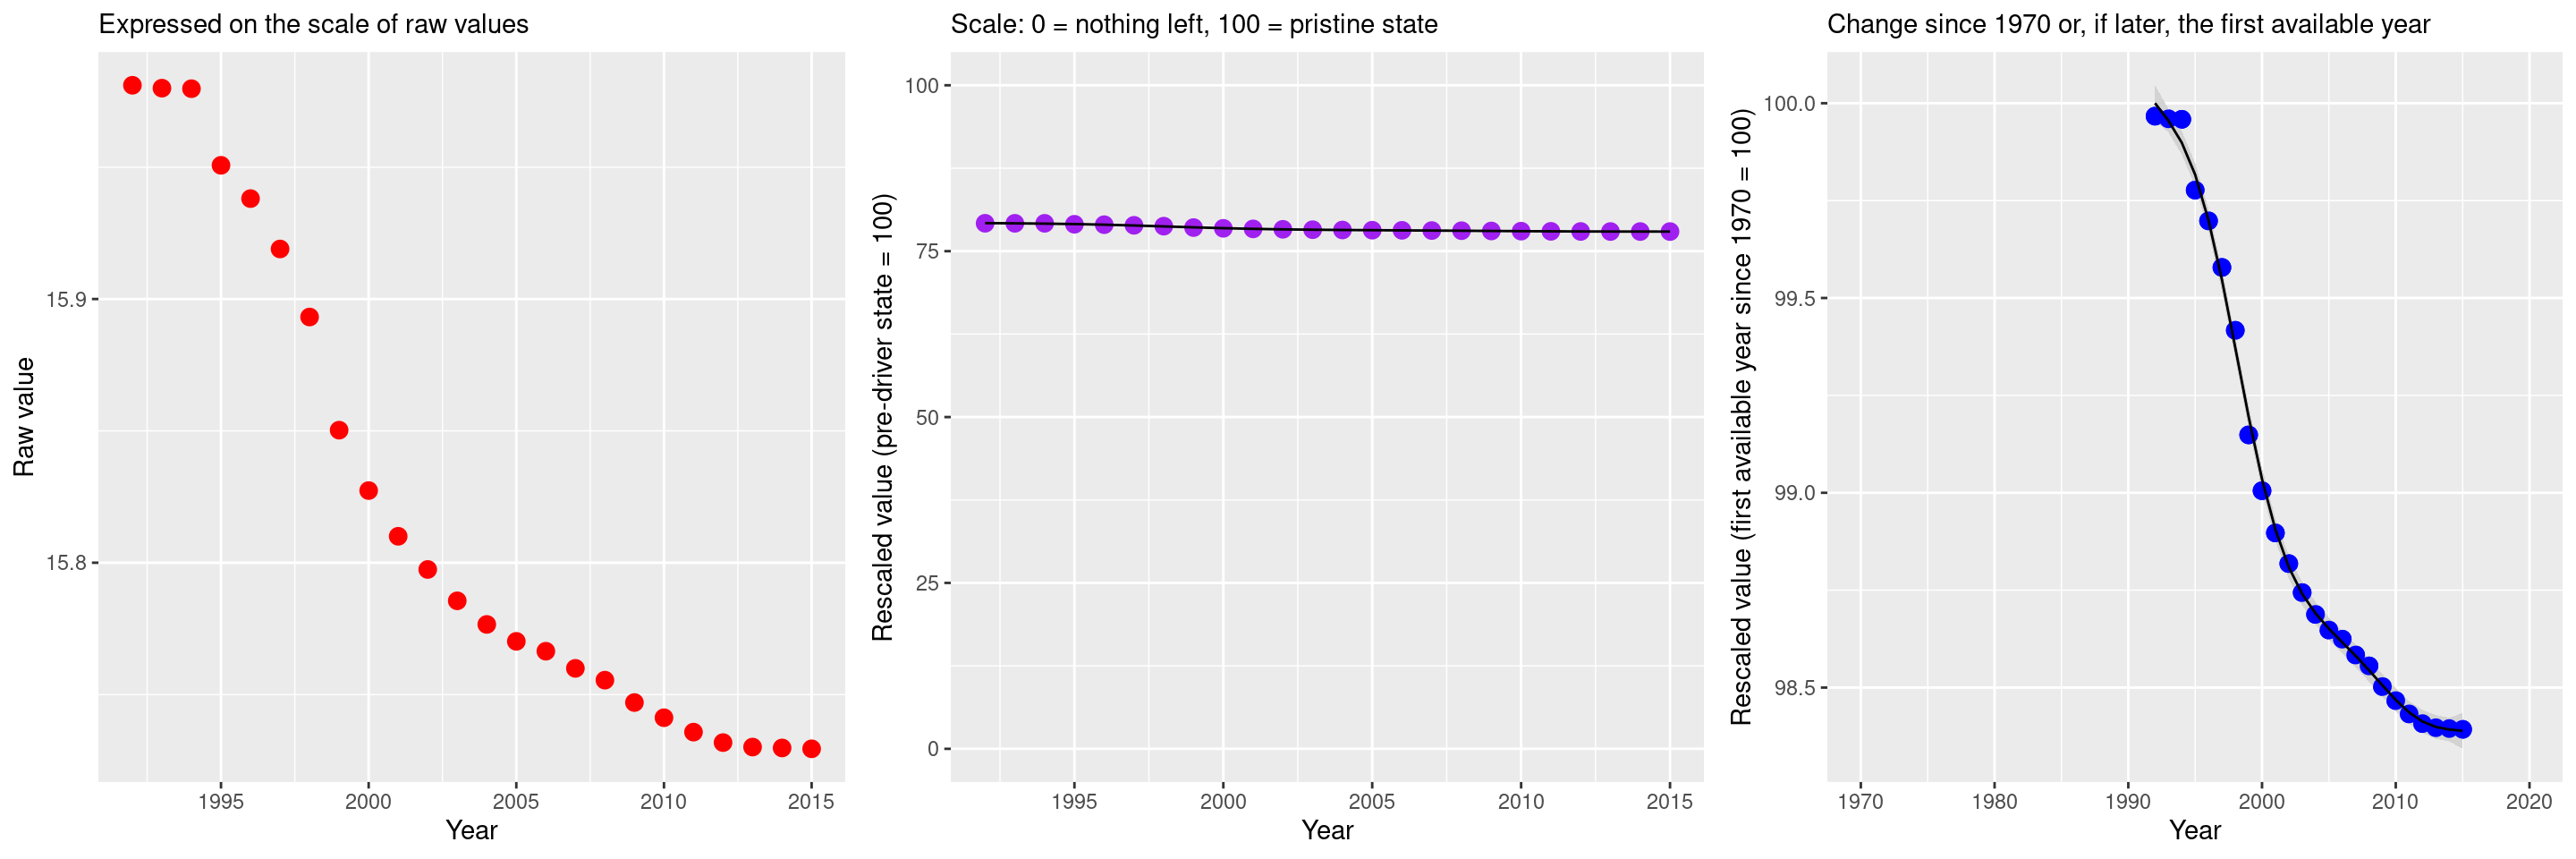 Expressed on the scale of raw values
Raw value
15.9
15.8
1995 2000 2005 2010 2015
Year
Scale: 0 = nothing left, 100 = pristine state
Rescaled value (pre-driver state = 100)
100
75
50
25
0
1995 2000 2005 2010 2015
Year
Change since 1970 or, if later, the first available year
Rescaled value (first available year since 1970 = 100)
100.0
99.5
99.0
98.5
1970 1980 1990 2000 2010 2020
Year